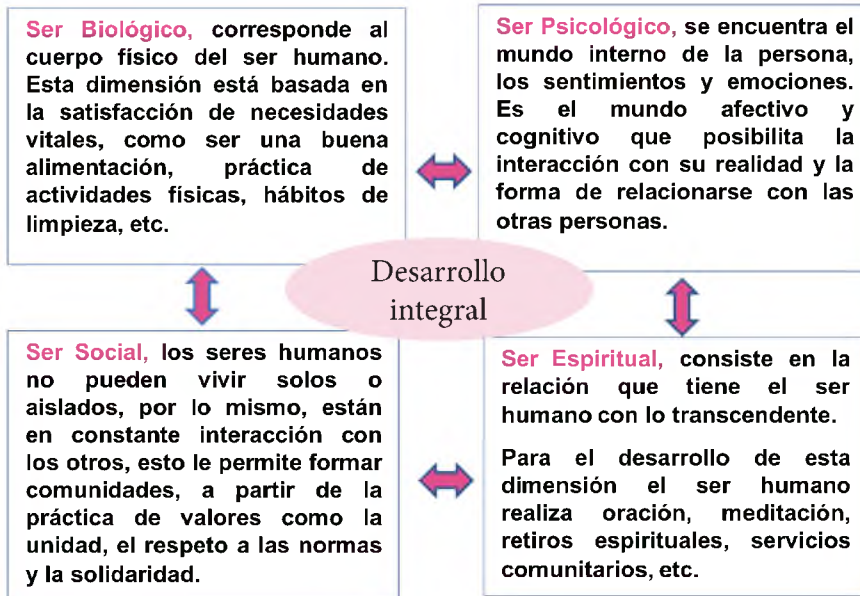 Ser Biológico, corresponde al
cuerpo físico del ser humano.
Esta dimensión está basada en
la satisfacción de necesidades
vitales, como ser una buena
alimentación, práctica de
actividades físicas, hábitos de
limpieza, etc.
Ser Psicológico, se encuentra el
mundo interno de la persona,
los sentimientos y emociones.
Es el mundo afectivo y
cognitivo que posibilita la
interacción con su realidad y la
forma de relacionarse con las
otras personas.
Desarrollo
integral
Ser Social, los seres humanos
no pueden vivir solos o
aislados, por lo mismo, están
en constante interacción con
los otros, esto le permite formar
comunidades, a partir de la
práctica de valores como la
unidad, el respeto a las normas
y la solidaridad.
Ser Espiritual, consiste en la
relación que tiene el ser
humano con lo transcendente.
Para el desarrollo de esta
dimensión el ser humano
realiza oración, meditación,
retiros espirituales, servicios
comunitarios, etc.